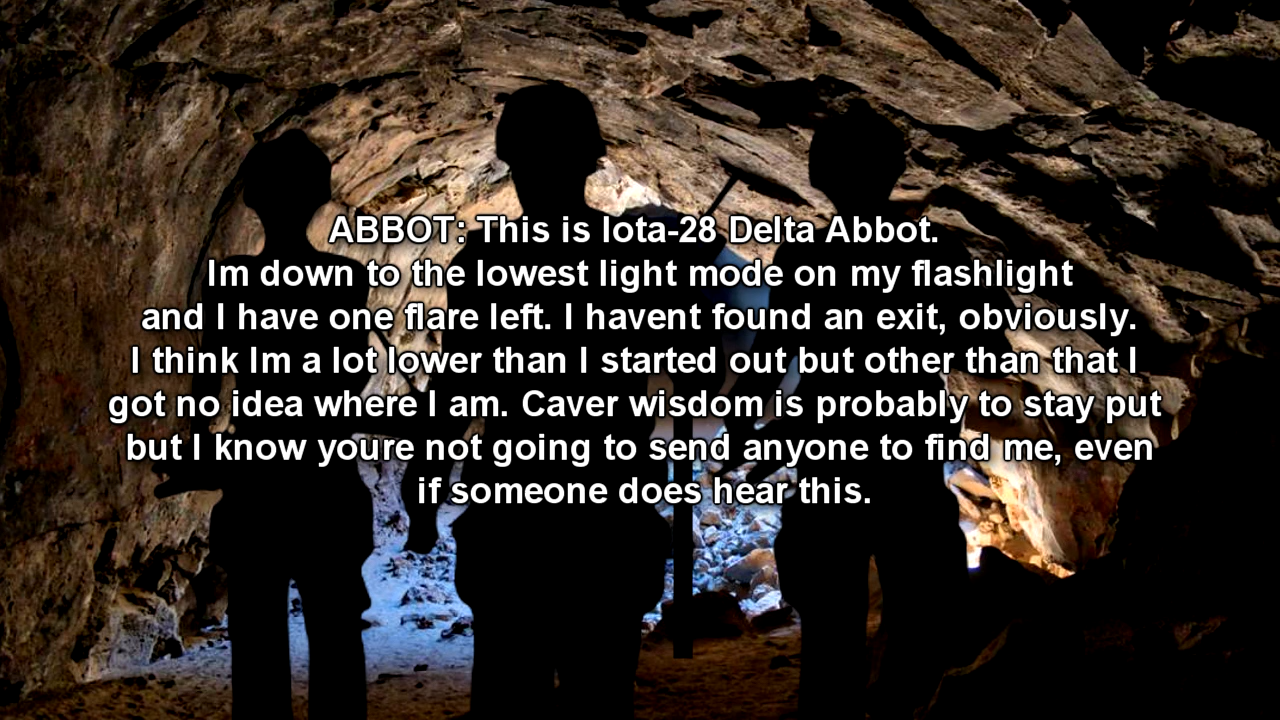 ABBOT: This is Iota-28 Delta Abbot.
Im down to the lowest light mode on my flashlight
and I have one flare left. I havent found an exit, obviously.
I think Im a lot lower than I started out but other than that I
got no idea where I am. Caver wisdom is probably to stay put
but I know youre not going to send anyone to find me, even
if someone does hear this.